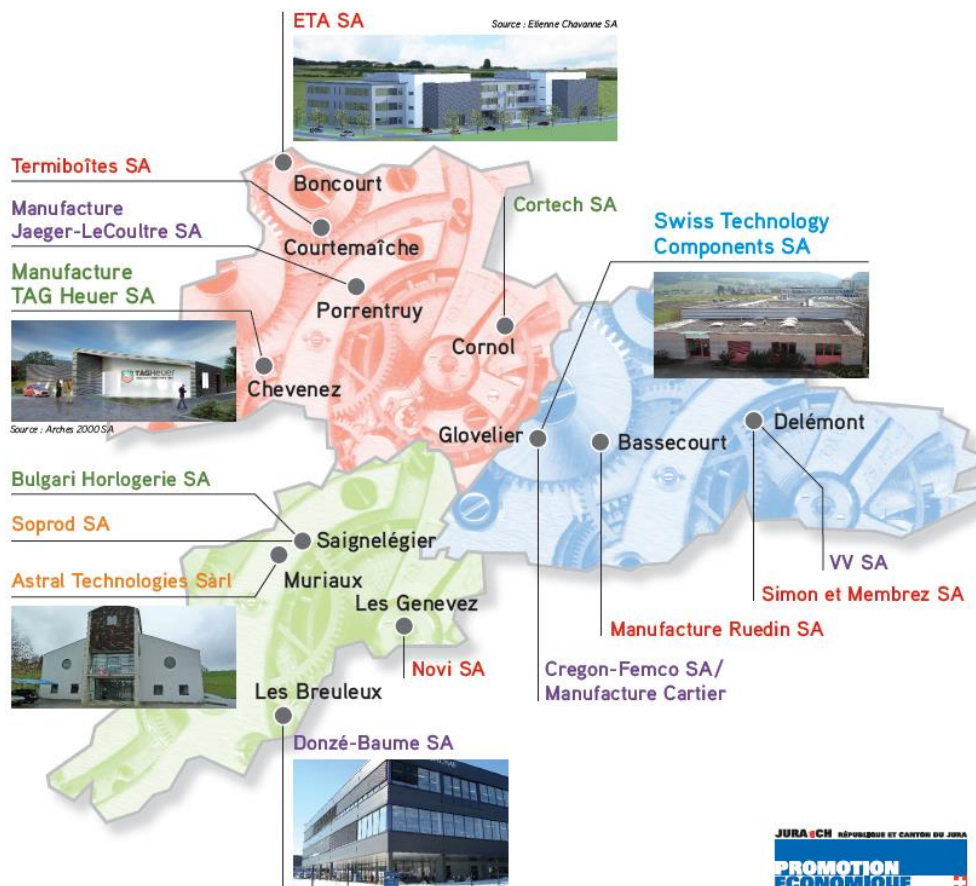 ETA SA
Source : Etienne Chavanne SA
Termiboîtes SA
Boncourt
Manufacture
Jaeger-LeCoultre SA
Courtemaîche
Cortech SA
Swiss Technology
Components SA
Manufacture
TAG Heuer SA
Porrentruy
Cornol
TAGHeuer
Chevenez
Source : Arches 2000 SA
Glovelier
Bassecourt
Delémont
Bulgari Horlogerie SA
Soprod SA
Saignelégier
Astral Technologies Sàrl
Muriaux
Les Genevez
VV SA
Simon et Membrez SA
Manufacture Ruedin SA
Novi SA
Cregon-Femco SA/
Manufacture Cartier
Les Breuleux
Donzé-Baume SA
JURA CH RÉPUBLIQUE ET CANTON DU JURA
PROMOTION
ECONOMIQUE